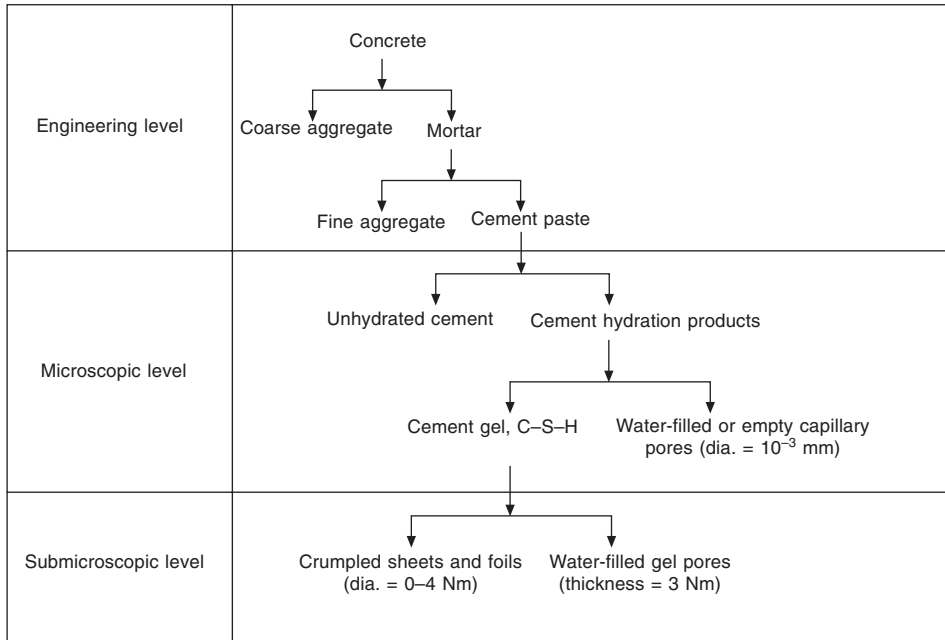 Concrete
Engineering level
Coarse aggregate
Mortar
Fine aggregate
Cement paste
Microscopic level
Unhydrated cement
Cement hydration products
Cement gel, C–S–H
Water-filled or empty capillary
pores (dia. = 10⁻³ mm)
Submicroscopic level
Crumpled sheets and foils
(dia. = 0–4 Nm)
Water-filled gel pores
(thickness = 3 Nm)